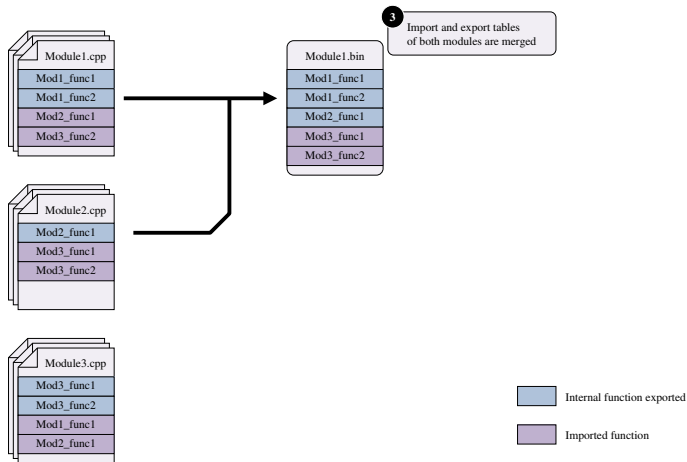 3
Import and export tables
of both modules are merged
Module1.cpp
Mod1_func1
Mod1_func2
Mod2_func1
Mod3_func2
Module1.bin
Mod1_func1
Mod1_func2
Mod2_func1
Mod3_func1
Mod3_func2
Module2.cpp
Mod2_func1
Mod3_func1
Mod3_func2
Module3.cpp
Mod3_func1
Mod3_func2
Mod1_func1
Mod2_func1
Internal function exported
Imported function